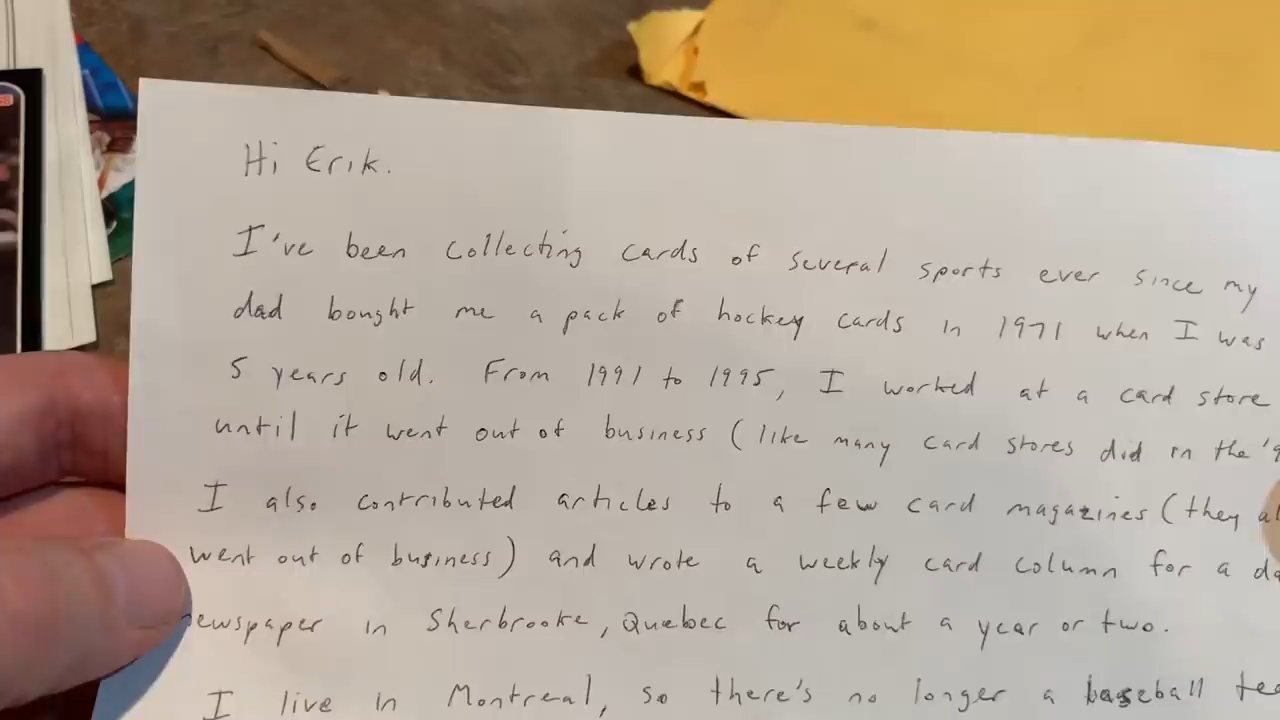 Hi Erik.
I've been collecting cards of several sports ever since my
dad bought me a pack of hockey cards in 1971 when I was
5 years old. From 1991 to 1995, I worked at a card store
until it went out of business (like many card stores did in the
I also contributed articles to a few card magazines (they
went out of business) and wrote a weekly card column for a
newspaper in Sherbrooke, Quebec for about a year or two.
I live in Montreal, so there's no longer a baseball